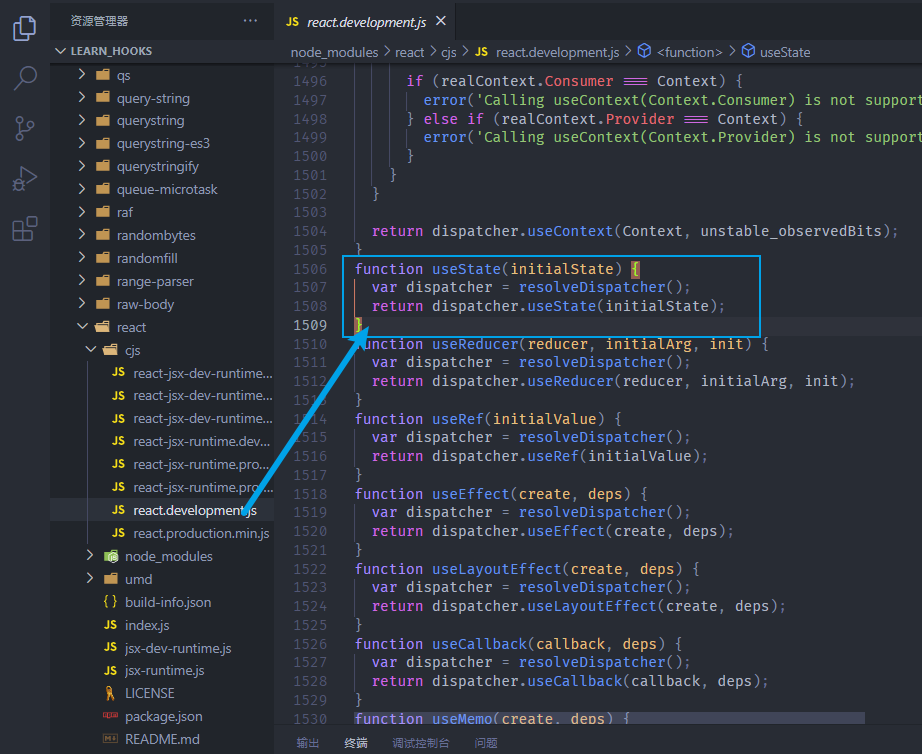 资源管理器
···
LEARN_HOOKS
qs
query-string
querystring
querystring-es3
querystringify
queue-microtask
raf
randombytes
randomfill
range-parser
raw-body
react
cjs
JS react-jsx-dev-runtime...
JS react-jsx-dev-runtime...
JS react-jsx-dev-runtime...
JS react-jsx-runtime.dev...
JS react-jsx-runtime.pro...
JS react-jsx-runtime.pro...
JS react.development.js
JS react.production.min.js
node_modules
umd
{ } build-info.json
JS index.js
JS jsx-dev-runtime.js
JS jsx-runtime.js
LICENSE
package.json
README.md
JS react.development.js ×
node_modules > react > cjs > JS react.development.js > <function> > useState
1495
1496 if (realContext.Consumer === Context) {
1497 error('Calling useContext(Context.Consumer) is not support
1498 } else if (realContext.Provider === Context) {
1499 error('Calling useContext(Context.Provider) is not support
1500 }
1501 }
1502 }
1503
1504 return dispatcher.useContext(Context, unstable_observedBits);
1505 }
1506 function useState(initialState) {
1507 var dispatcher = resolveDispatcher();
1508 return dispatcher.useState(initialState);
1509 }
1510 function useReducer(reducer, initialArg, init) {
1511 var dispatcher = resolveDispatcher();
1512 return dispatcher.useReducer(reducer, initialArg, init);
1513 }
1514 function useRef(initialValue) {
1515 var dispatcher = resolveDispatcher();
1516 return dispatcher.useRef(initialValue);
1517 }
1518 function useEffect(create, deps) {
1519 var dispatcher = resolveDispatcher();
1520 return dispatcher.useEffect(create, deps);
1521 }
1522 function useLayoutEffect(create, deps) {
1523 var dispatcher = resolveDispatcher();
1524 return dispatcher.useLayoutEffect(create, deps);
1525 }
1526 function useCallback(callback, deps) {
1527 var dispatcher = resolveDispatcher();
1528 return dispatcher.useCallback(callback, deps);
1529 }
1530 function useMemo(create, deps) {
输出 终端 调试控制台 问题